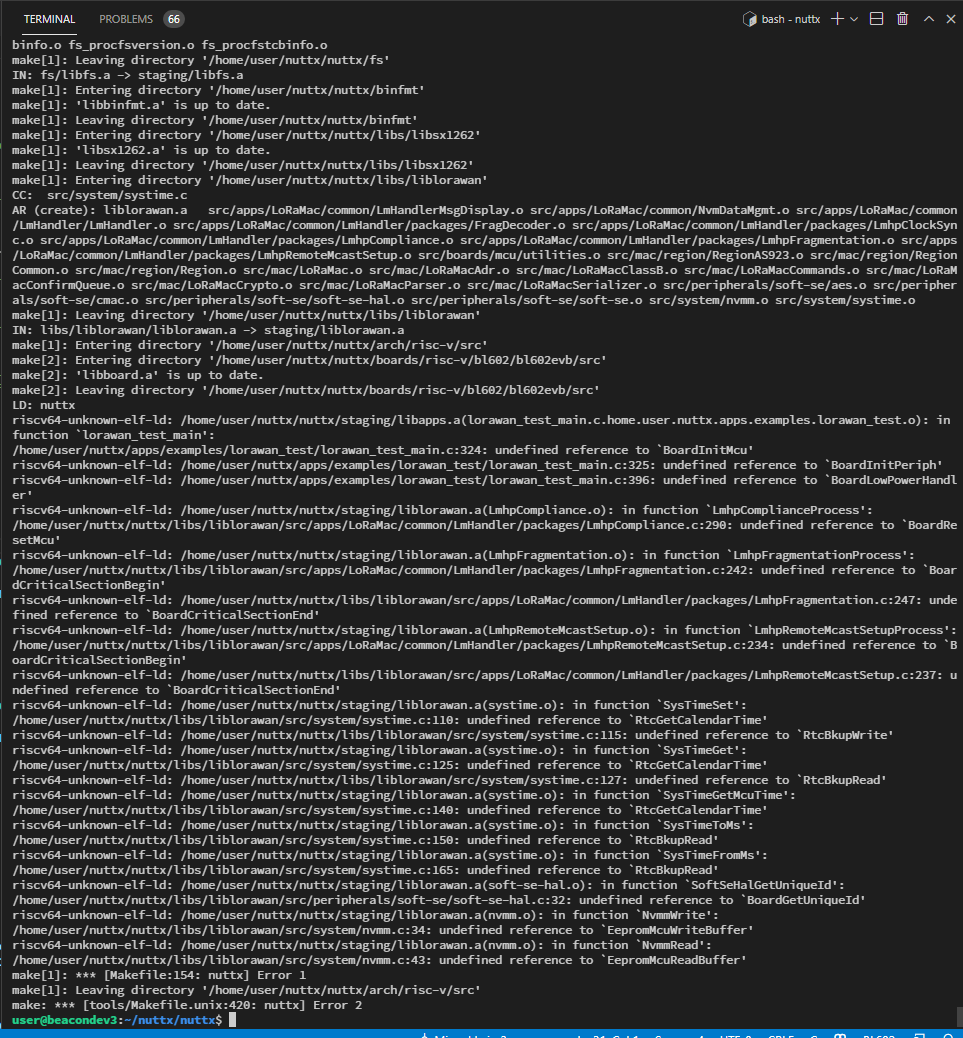 TERMINAL PROBLEMS 66 bash - nuttx
binfo.o fs_procfsversion.o fs_procfstcbinfo.o
make[1]: Leaving directory '/home/user/nuttx/nuttx/fs'
IN: fs/libfs.a -> staging/libfs.a
make[1]: Entering directory '/home/user/nuttx/nuttx/binfmt'
make[1]: 'libbinfmt.a' is up to date.
make[1]: Leaving directory '/home/user/nuttx/nuttx/binfmt'
make[1]: Entering directory '/home/user/nuttx/nuttx/libs/libsx1262'
make[1]: 'libsx1262.a' is up to date.
make[1]: Leaving directory '/home/user/nuttx/nuttx/libs/libsx1262'
make[1]: Entering directory '/home/user/nuttx/nuttx/libs/liblorawan'
CC:  src/system/systime.c
AR (create): liblorawan.a   src/apps/LoRaMac/common/LmHandlerMsgDisplay.o src/apps/LoRaMac/common/NvmDataMgmt.o src/apps/LoRaMac/common
/LmHandler/LmHandler.o src/apps/LoRaMac/common/LmHandler/packages/FragDecoder.o src/apps/LoRaMac/common/LmHandler/packages/LmhpClockSyn
c.o src/apps/LoRaMac/common/LmHandler/packages/LmhpCompliance.o src/apps/LoRaMac/common/LmHandler/packages/LmhpFragmentation.o src/apps
/LoRaMac/common/LmHandler/packages/LmhpRemoteMcastSetup.o src/boards/mcu/utilities.o src/mac/region/RegionAS923.o src/mac/region/Region
Common.o src/mac/region/Region.o src/mac/LoRaMac.o src/mac/LoRaMacAdr.o src/mac/LoRaMacClassB.o src/mac/LoRaMacCommands.o src/mac/LoRaM
acConfirmQueue.o src/mac/LoRaMacCrypto.o src/mac/LoRaMacParser.o src/mac/LoRaMacSerializer.o src/peripherals/soft-se/aes.o src/peripher
als/soft-se/cmac.o src/peripherals/soft-se/soft-se-hal.o src/peripherals/soft-se/soft-se.o src/system/nvmm.o src/system/systime.o
make[1]: Leaving directory '/home/user/nuttx/nuttx/libs/liblorawan'
IN: libs/liblorawan/liblorawan.a -> staging/liblorawan.a
make[1]: Entering directory '/home/user/nuttx/nuttx/arch/risc-v/src'
make[2]: Entering directory '/home/user/nuttx/nuttx/boards/risc-v/bl602/bl602evb/src'
make[2]: 'libboard.a' is up to date.
make[2]: Leaving directory '/home/user/nuttx/nuttx/boards/risc-v/bl602/bl602evb/src'
LD: nuttx
riscv64-unknown-elf-ld: /home/user/nuttx/nuttx/staging/libapps.a(lorawan_test_main.c.home.user.nuttx.apps.examples.lorawan_test.o): in
function `lorawan_test_main':
/home/user/nuttx/apps/examples/lorawan_test/lorawan_test_main.c:324: undefined reference to `BoardInitMcu'
riscv64-unknown-elf-ld: /home/user/nuttx/apps/examples/lorawan_test/lorawan_test_main.c:325: undefined reference to `BoardInitPeriph'
riscv64-unknown-elf-ld: /home/user/nuttx/apps/examples/lorawan_test/lorawan_test_main.c:396: undefined reference to `BoardLowPowerHandl
er'
riscv64-unknown-elf-ld: /home/user/nuttx/nuttx/staging/liblorawan.a(LmhpCompliance.o): in function `LmhpComplianceProcess':
/home/user/nuttx/nuttx/libs/liblorawan/src/apps/LoRaMac/common/LmHandler/packages/LmhpCompliance.c:290: undefined reference to `BoardRe
setMcu'
riscv64-unknown-elf-ld: /home/user/nuttx/nuttx/staging/liblorawan.a(LmhpFragmentation.o): in function `LmhpFragmentationProcess':
/home/user/nuttx/nuttx/libs/liblorawan/src/apps/LoRaMac/common/LmHandler/packages/LmhpFragmentation.c:242: undefined reference to `Boar
dCriticalSectionBegin'
riscv64-unknown-elf-ld: /home/user/nuttx/nuttx/libs/liblorawan/src/apps/LoRaMac/common/LmHandler/packages/LmhpFragmentation.c:247: unde
fined reference to `BoardCriticalSectionEnd'
riscv64-unknown-elf-ld: /home/user/nuttx/nuttx/staging/liblorawan.a(LmhpRemoteMcastSetup.o): in function `LmhpRemoteMcastSetupProcess':
/home/user/nuttx/nuttx/libs/liblorawan/src/apps/LoRaMac/common/LmHandler/packages/LmhpRemoteMcastSetup.c:234: undefined reference to `B
oardCriticalSectionBegin'
riscv64-unknown-elf-ld: /home/user/nuttx/nuttx/libs/liblorawan/src/apps/LoRaMac/common/LmHandler/packages/LmhpRemoteMcastSetup.c:237: u
ndefined reference to `BoardCriticalSectionEnd'
riscv64-unknown-elf-ld: /home/user/nuttx/nuttx/staging/liblorawan.a(systime.o): in function `SysTimeSet':
/home/user/nuttx/nuttx/libs/liblorawan/src/system/systime.c:110: undefined reference to `RtcGetCalendarTime'
riscv64-unknown-elf-ld: /home/user/nuttx/nuttx/libs/liblorawan/src/system/systime.c:115: undefined reference to `RtcBkupWrite'
riscv64-unknown-elf-ld: /home/user/nuttx/nuttx/staging/liblorawan.a(systime.o): in function `SysTimeGet':
/home/user/nuttx/nuttx/libs/liblorawan/src/system/systime.c:125: undefined reference to `RtcGetCalendarTime'
riscv64-unknown-elf-ld: /home/user/nuttx/nuttx/libs/liblorawan/src/system/systime.c:127: undefined reference to `RtcBkupRead'
riscv64-unknown-elf-ld: /home/user/nuttx/nuttx/staging/liblorawan.a(systime.o): in function `SysTimeGetMcuTime':
/home/user/nuttx/nuttx/libs/liblorawan/src/system/systime.c:140: undefined reference to `RtcGetCalendarTime'
riscv64-unknown-elf-ld: /home/user/nuttx/nuttx/staging/liblorawan.a(systime.o): in function `SysTimeToMs':
/home/user/nuttx/nuttx/libs/liblorawan/src/system/systime.c:150: undefined reference to `RtcBkupRead'
riscv64-unknown-elf-ld: /home/user/nuttx/nuttx/staging/liblorawan.a(systime.o): in function `SysTimeFromMs':
/home/user/nuttx/nuttx/libs/liblorawan/src/system/systime.c:165: undefined reference to `RtcBkupRead'
riscv64-unknown-elf-ld: /home/user/nuttx/nuttx/staging/liblorawan.a(soft-se-hal.o): in function `SoftSeHalGetUniqueId':
/home/user/nuttx/nuttx/libs/liblorawan/src/peripherals/soft-se/soft-se-hal.c:32: undefined reference to `BoardGetUniqueId'
riscv64-unknown-elf-ld: /home/user/nuttx/nuttx/staging/liblorawan.a(nvmm.o): in function `NvmmWrite':
/home/user/nuttx/nuttx/libs/liblorawan/src/system/nvmm.c:34: undefined reference to `EepromMcuWriteBuffer'
riscv64-unknown-elf-ld: /home/user/nuttx/nuttx/staging/liblorawan.a(nvmm.o): in function `NvmmRead':
/home/user/nuttx/nuttx/libs/liblorawan/src/system/nvmm.c:43: undefined reference to `EepromMcuReadBuffer'
make[1]: *** [Makefile:154: nuttx] Error 1
make[1]: Leaving directory '/home/user/nuttx/nuttx/arch/risc-v/src'
make: *** [tools/Makefile.unix:420: nuttx] Error 2
user@beacondev3:~/nuttx/nuttx$